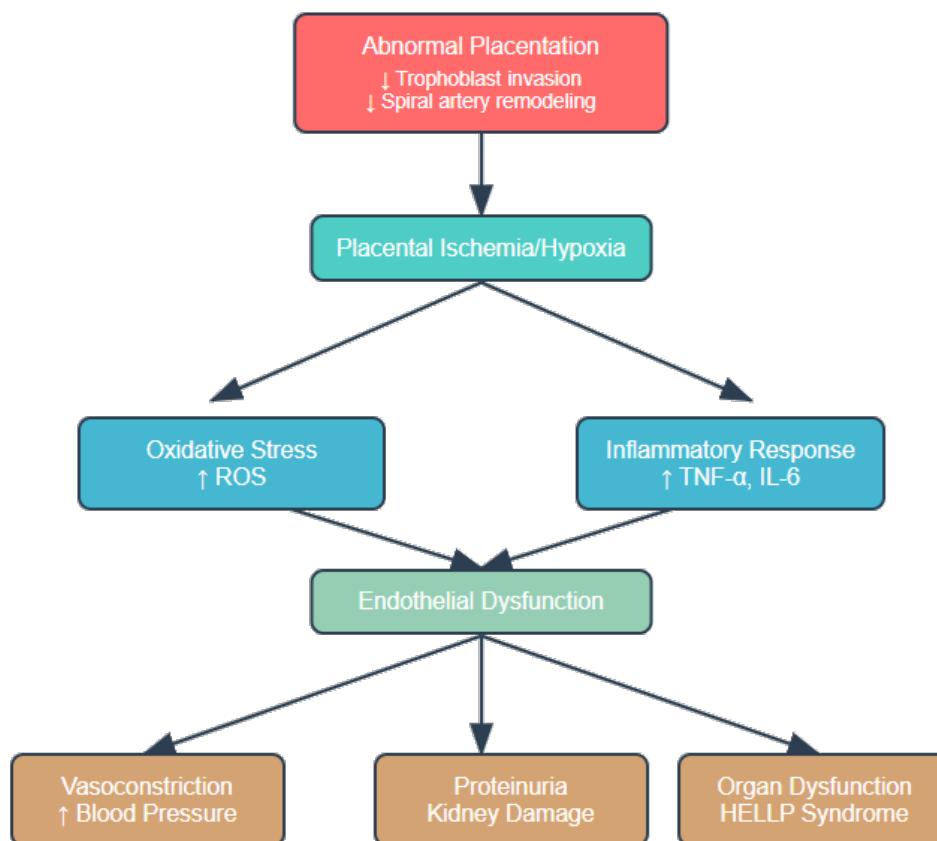 Abnormal Placentation
↓ Trophoblast invasion
↓ Spiral artery remodeling
Placental Ischemia/Hypoxia
Oxidative Stress
↑ ROS
Inflammatory Response
↑ TNF-α, IL-6
Endothelial Dysfunction
Vasoconstriction
↑ Blood Pressure
Proteinuria
Kidney Damage
Organ Dysfunction
HELLP Syndrome